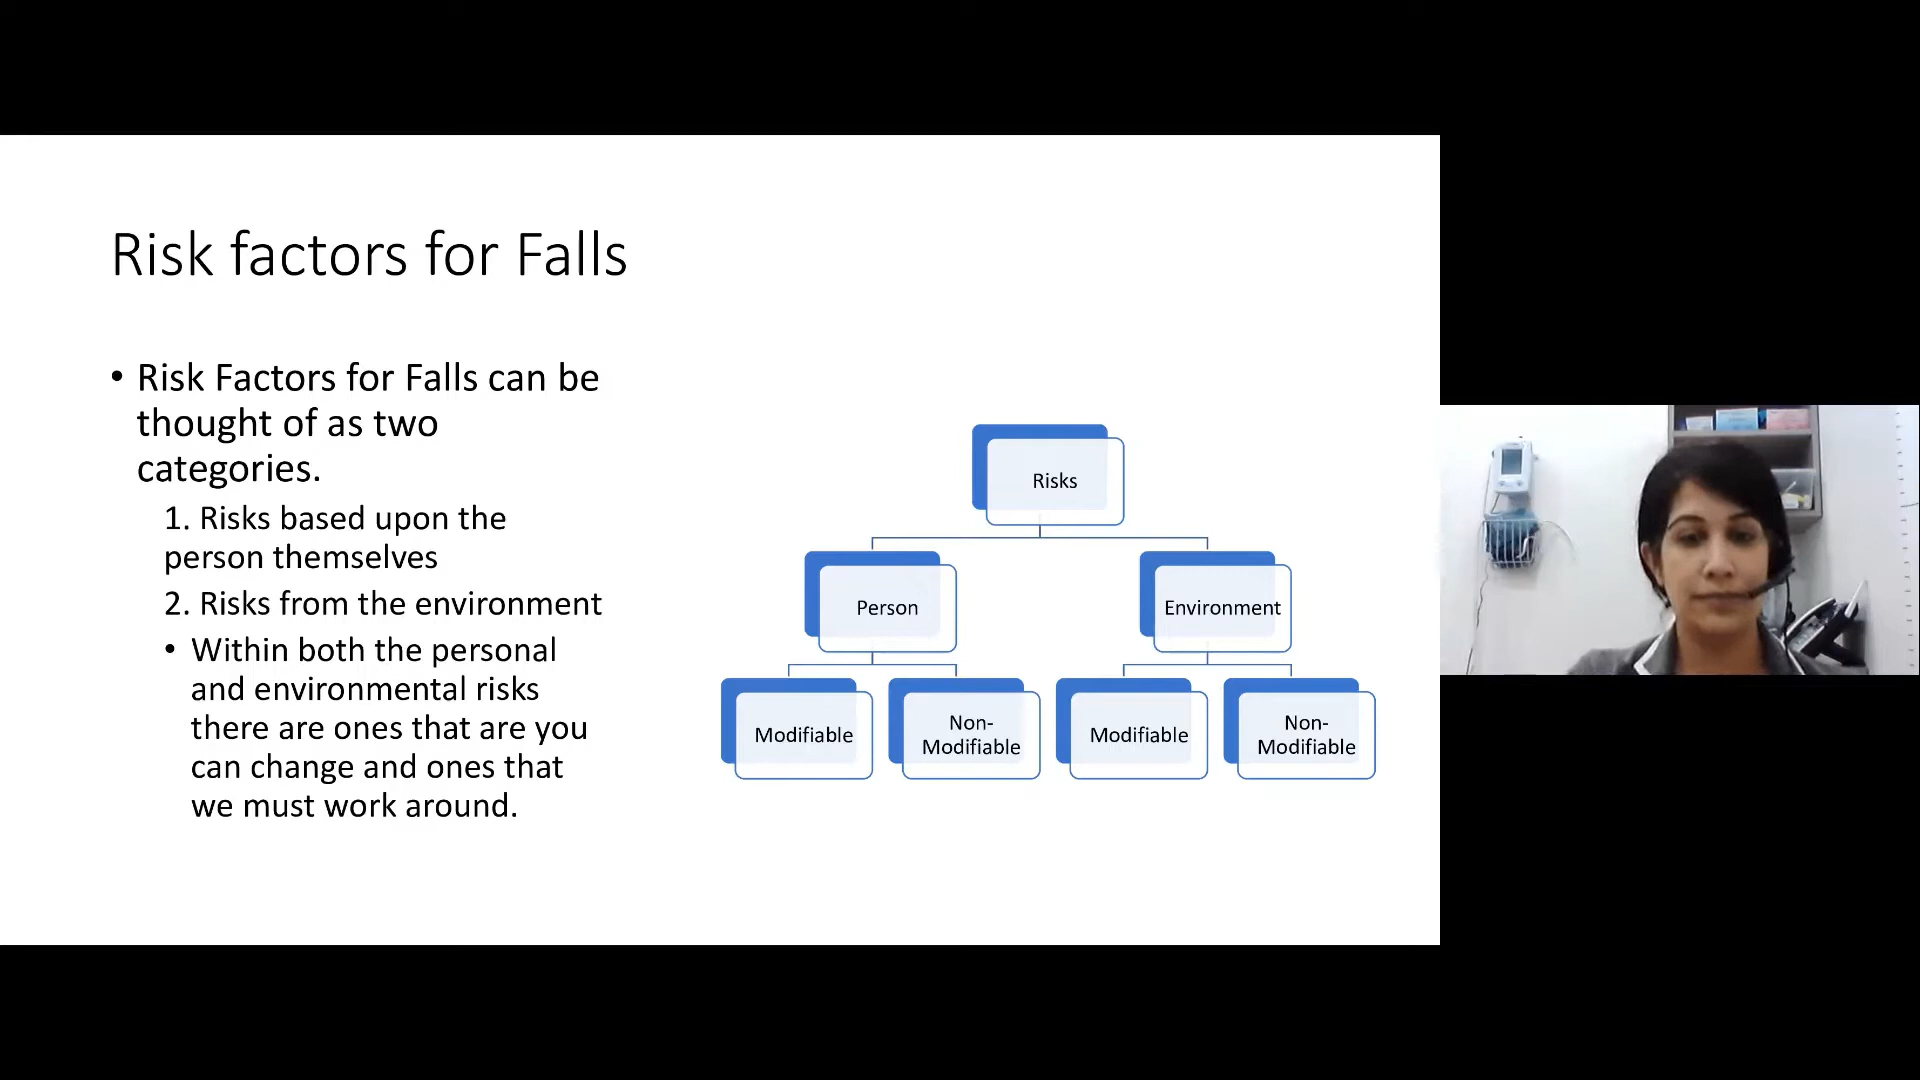 Risk factors for Falls
• Risk Factors for Falls can be
thought of as two
categories.
1. Risks based upon the
person themselves
2. Risks from the environment
• Within both the personal
and environmental risks
there are ones that are you
can change and ones that
we must work around.
Risks
Person
Environment
Modifiable
Non-
Modifiable
Modifiable
Non-
Modifiable